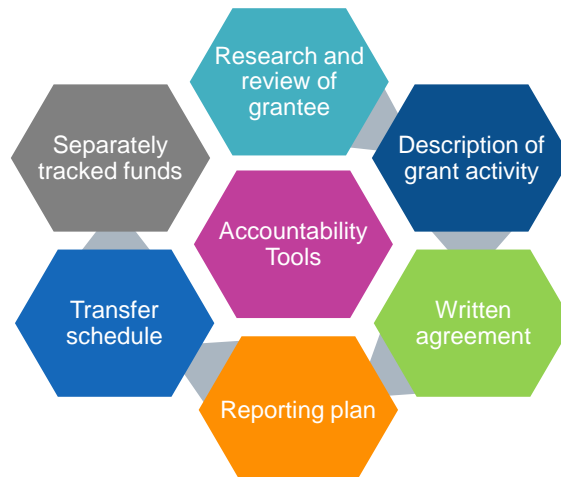 Research and
review of
grantee
Description of
grant activity
Written
agreement
Reporting plan
Transfer
schedule
Separately
tracked funds
Accountability
Tools